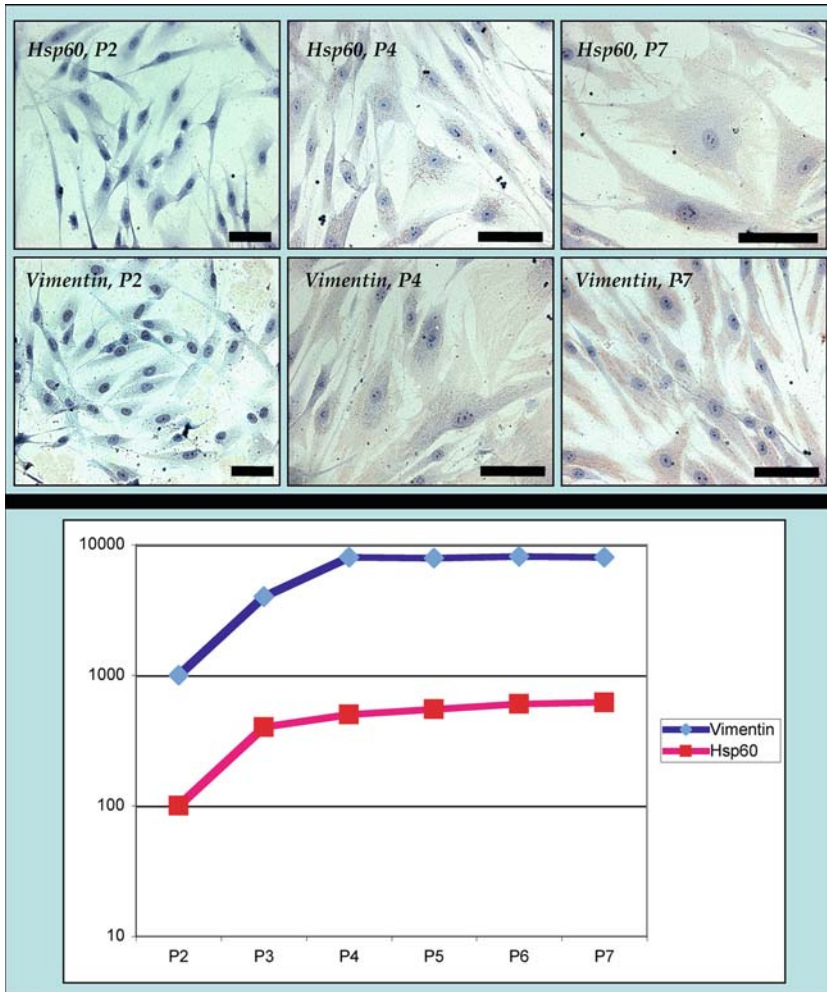 Hsp60, P2
Hsp60, P4
Hsp60, P7
Vimentin, P2
Vimentin, P4
Vimentin, P7
10000
1000
100
10
P2 P3 P4 P5 P6 P7
Vimentin
Hsp60